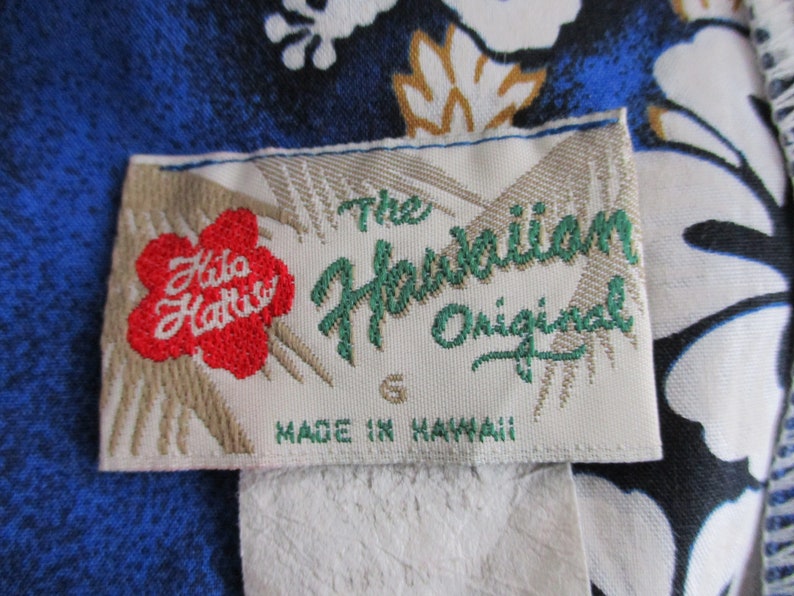 Hilo
Hattie
The
Hawaiian
Original
6
MADE IN HAWAII